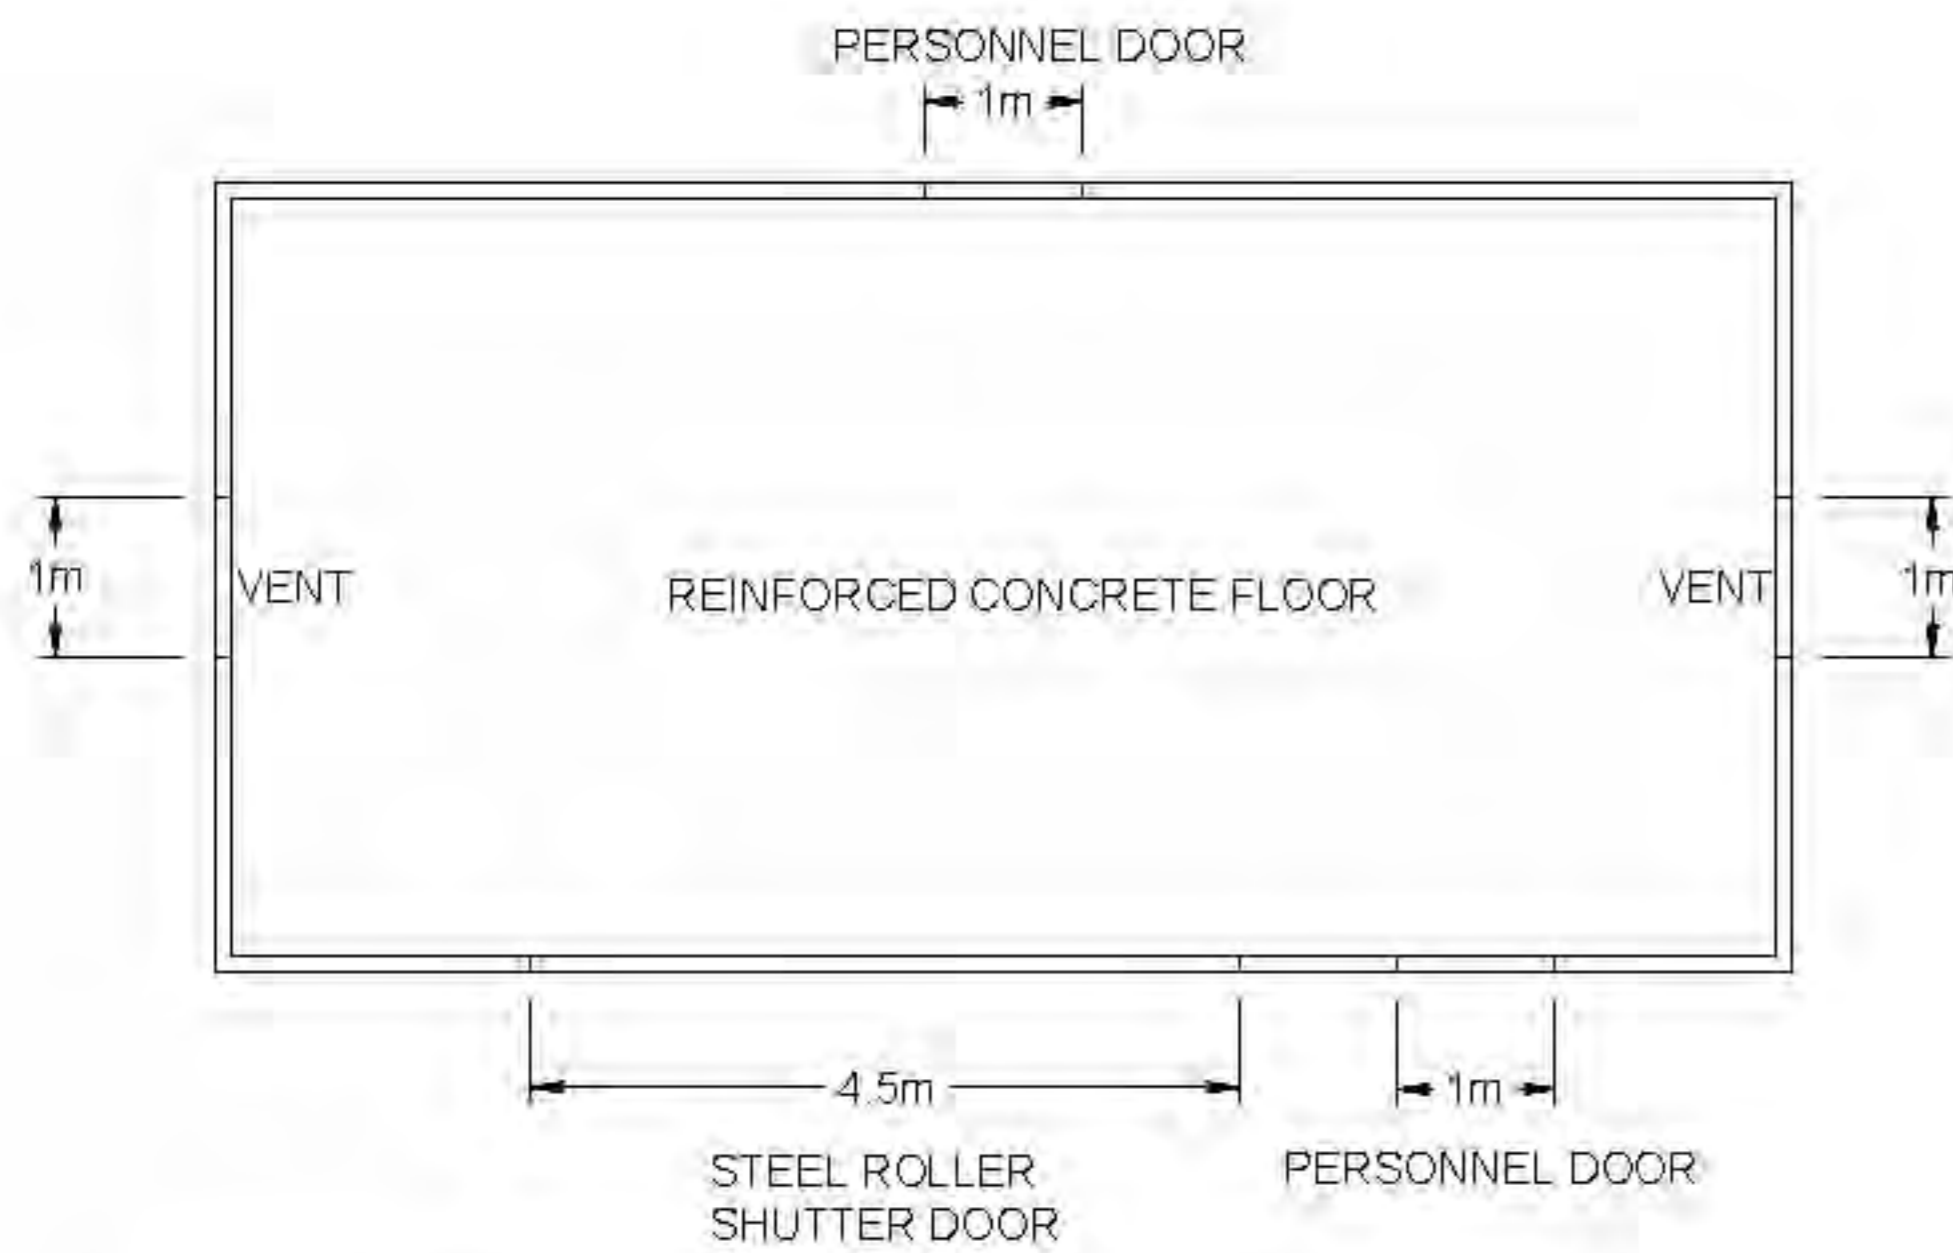 PERSONNEL DOOR
1m
1m
VENT
REINFORCED CONCRETE FLOOR
VENT
1m
4.5m
1m
STEEL ROLLER
SHUTTER DOOR
PERSONNEL DOOR